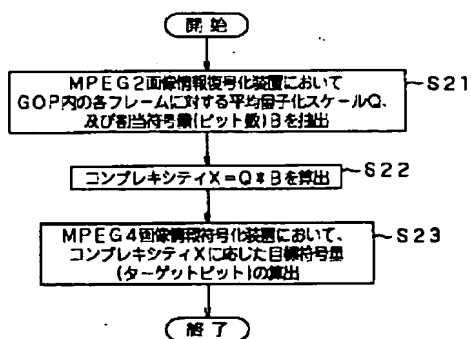 開始
MPEG2画像情報復号化装置において
GOP内の各フレームに対する平均量子化スケールQ、
及び割当符号量(ビット数)Bを抽出
S21
コンプレキシティX=Q*Bを算出
S22
MPEG4画像情報符号化装置において、
コンプレキシティXに応じた目標符号量
(ターゲットビット)の算出
S23
終了